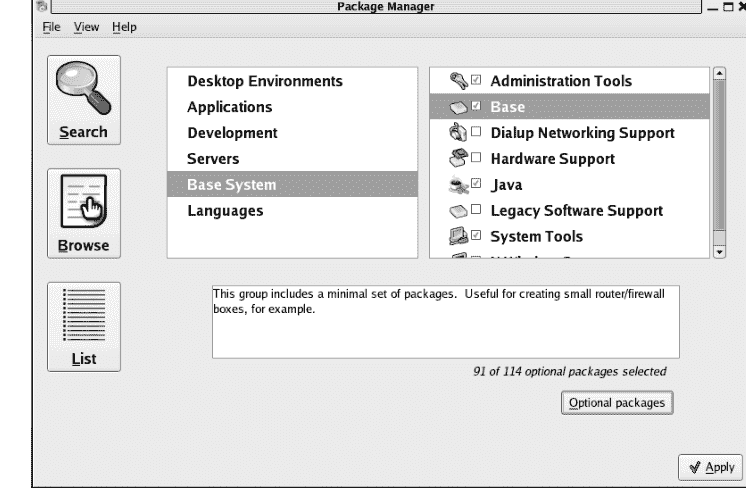 Package Manager
File View Help
Search
Browse
List
Desktop Environments
Applications
Development
Servers
Base System
Languages
Administration Tools
Base
Dialup Networking Support
Hardware Support
Java
Legacy Software Support
System Tools
This group includes a minimal set of packages. Useful for creating small router/firewall
boxes, for example.
91 of 114 optional packages selected
Optional packages
Apply